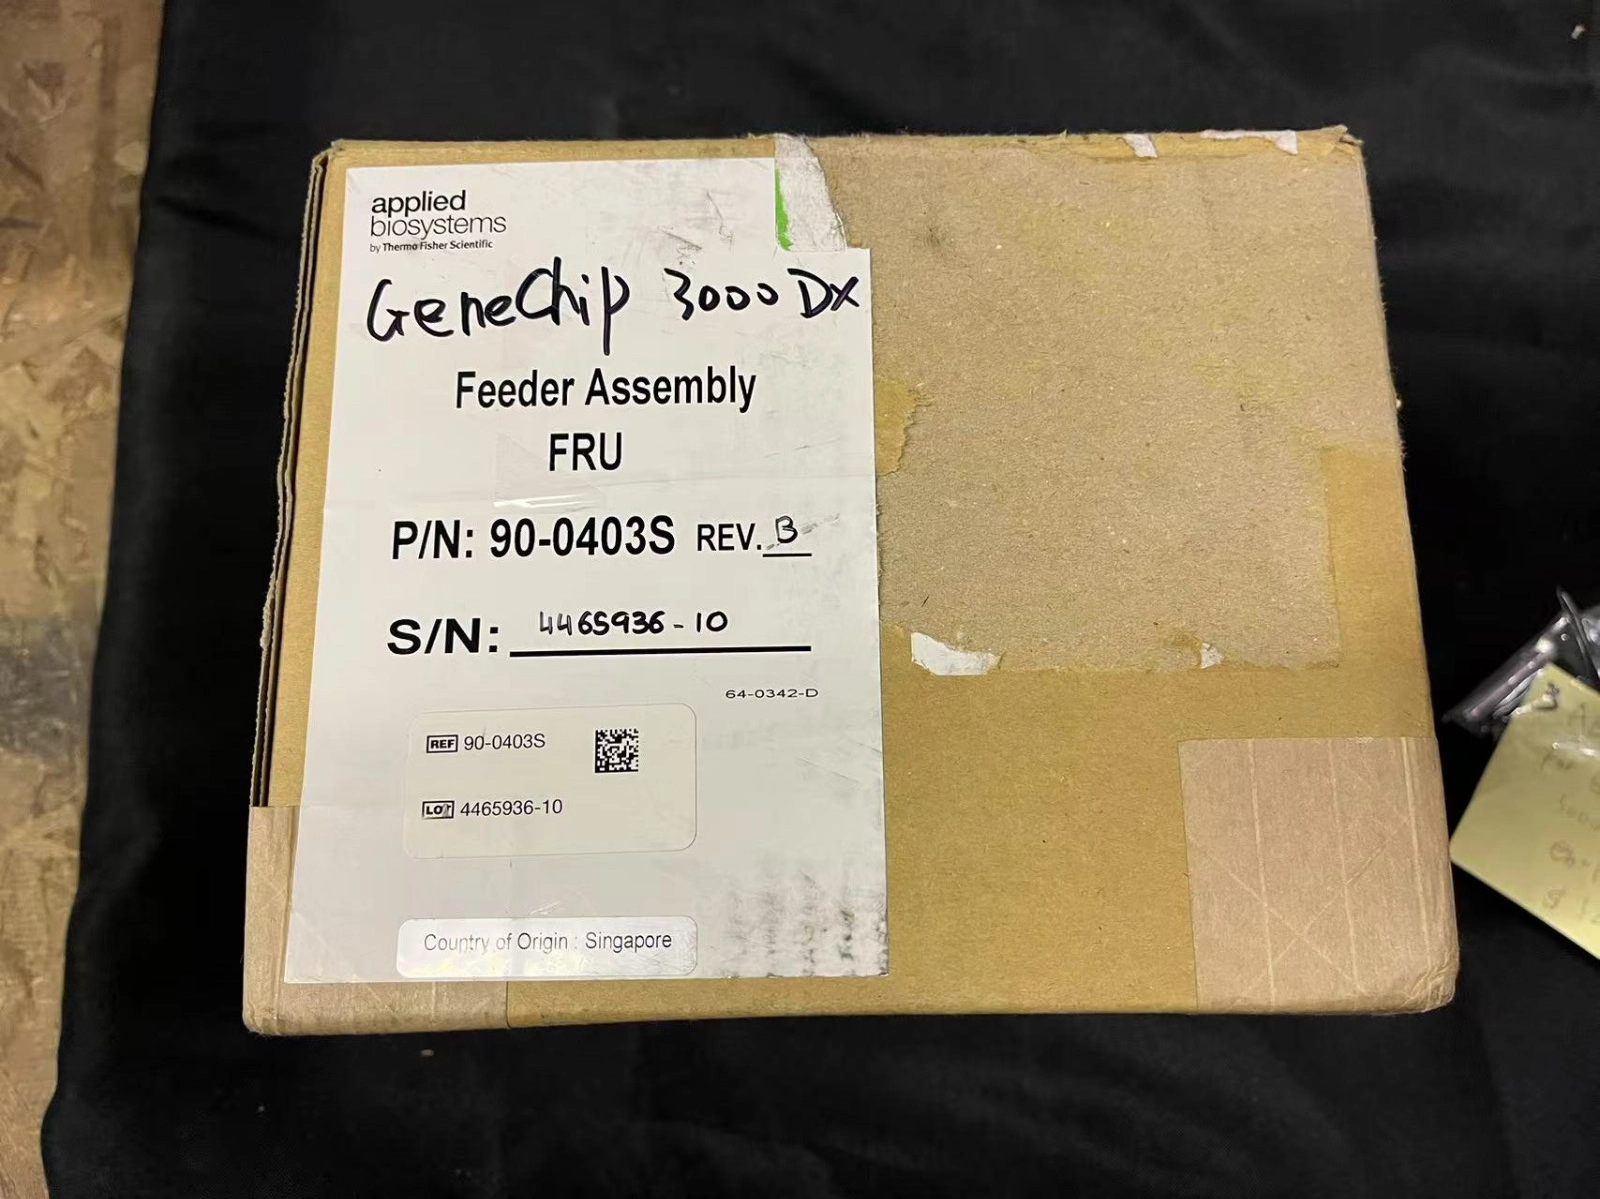 applied
biosystems
by Thermo Fisher Scientific
GeneChip 3000 Dx
Feeder Assembly
FRU
P/N: 90-0403S REV. B
S/N: 4465936-10
64-0342-D
REF 90-0403S
LOT 4465936-10
Country of Origin : Singapore
3